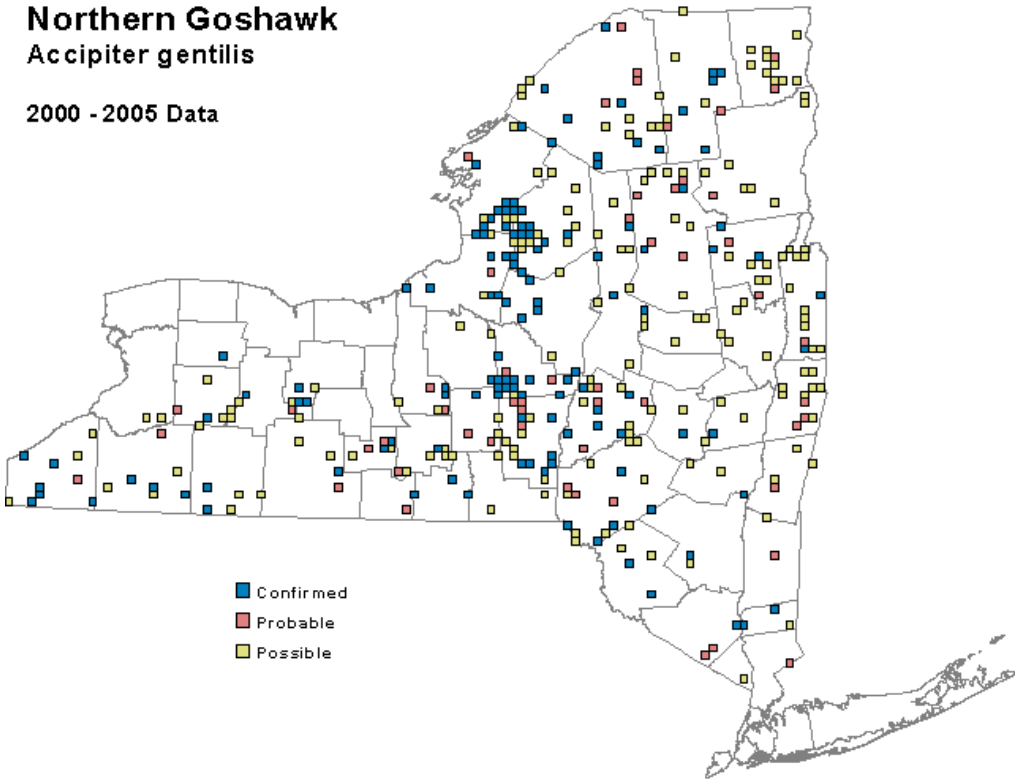 Northern Goshawk
Accipiter gentilis
2000 - 2005 Data
Confirmed
Probable
Possible